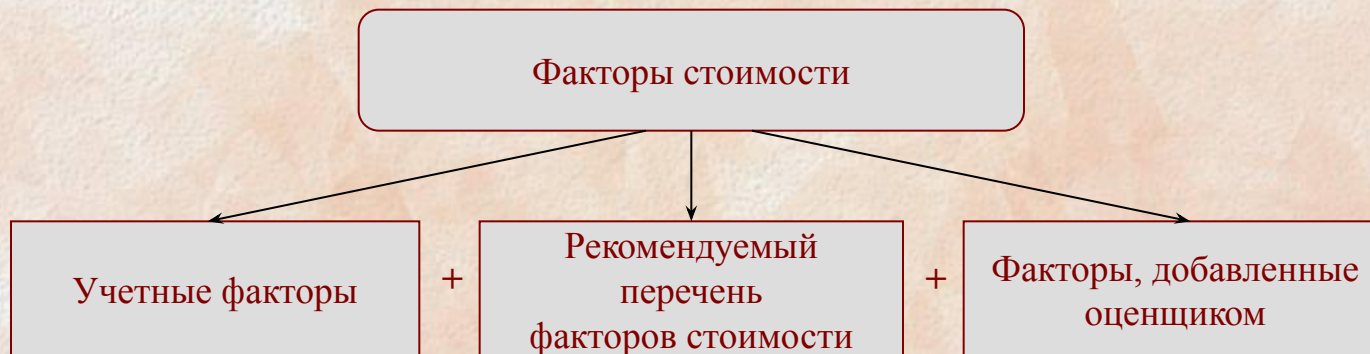 Факторы стоимости
Учетные факторы
+
Рекомендуемый
перечень
факторов стоимости
+
Факторы, добавленные
оценщиком